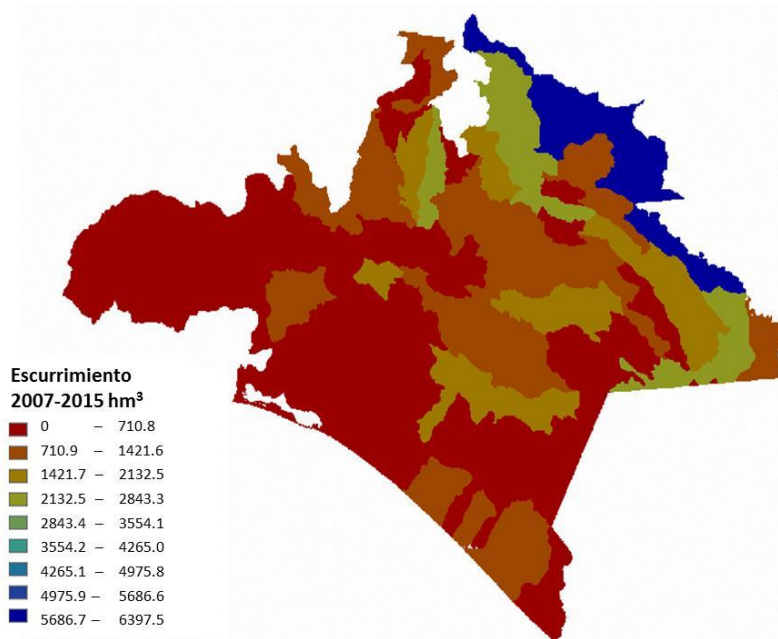 Escurrimiento
2007-2015 hm³
0 – 710.8
710.9 – 1421.6
1421.7 – 2132.5
2132.5 – 2843.3
2843.4 – 3554.1
3554.2 – 4265.0
4265.1 – 4975.8
4975.9 – 5686.6
5686.7 – 6397.5